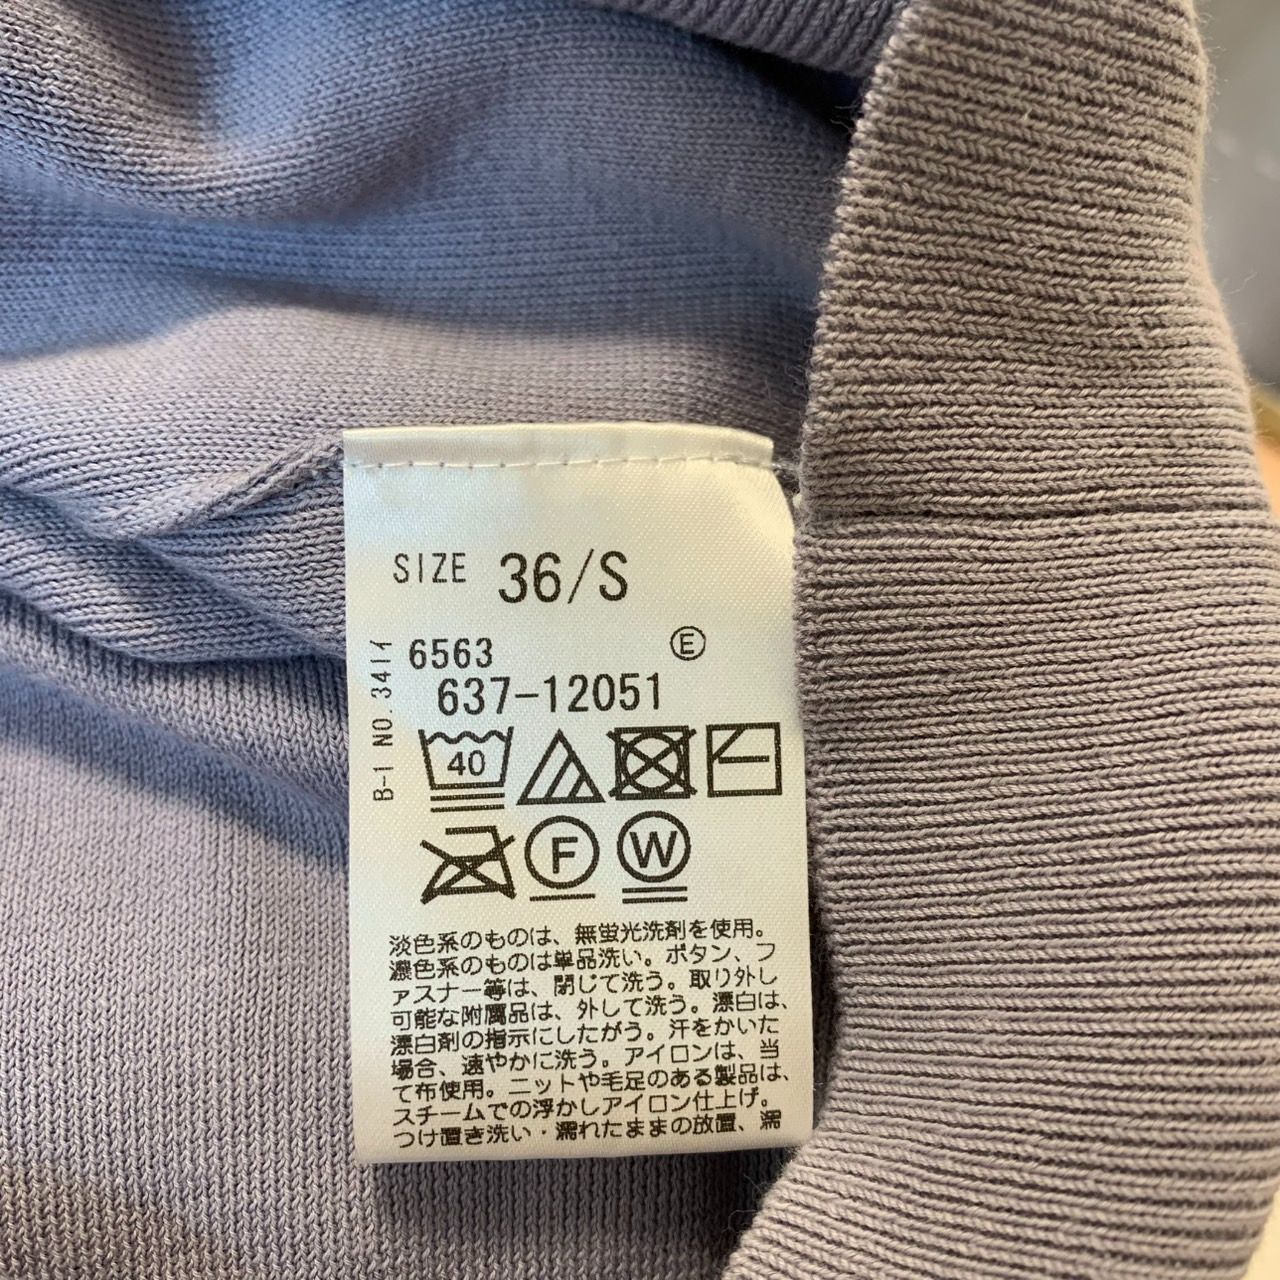 SIZE 36/S
6563 Ⓔ
637-12051
B-1 NO.341イ
40
F W
淡色系のものは、無蛍光洗剤を使用。
濃色系のものは単品洗い。ボタン、フ
ァスナー等は、閉じて洗う。取り外し
可能な附属品は、外して洗う。漂白は、
漂白剤の指示にしたがう。汗をかいた
場合、速やかに洗う。アイロンは、当
て布使用。ニットや毛足のある製品は、
スチームでの浮かしアイロン仕上げ。
つけ置き洗い・濡れたままの放置、濡